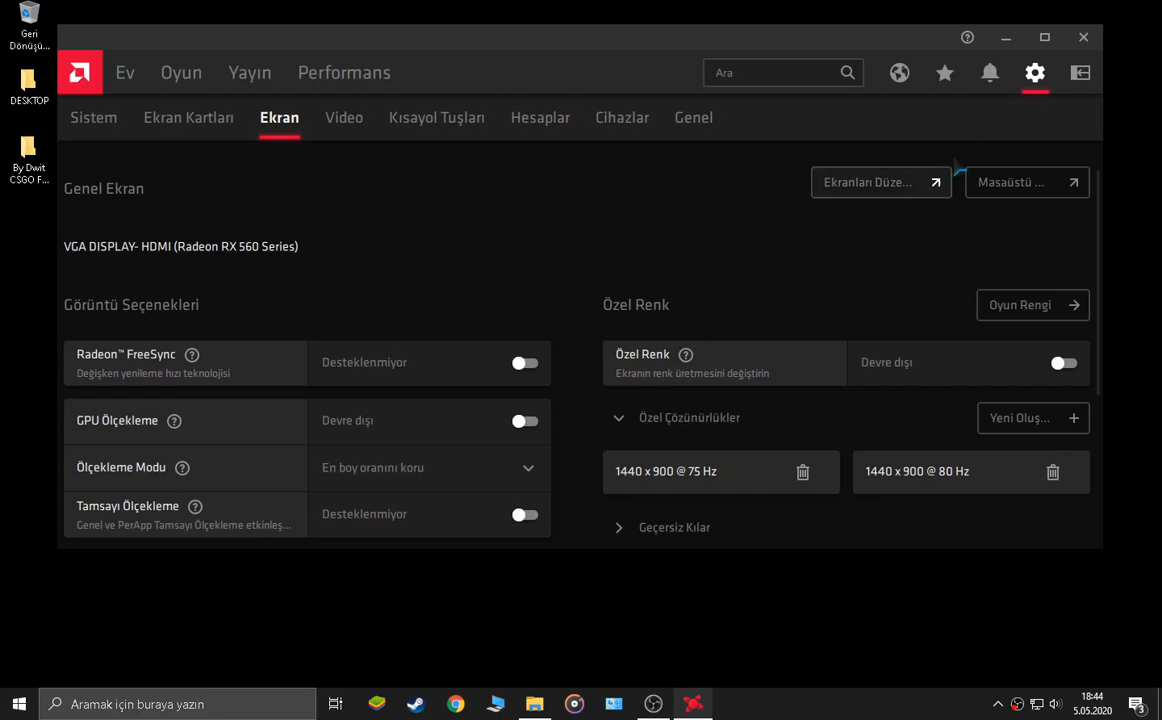 Geri
Dönüşü...
DESKTOP
By Dwit
CSGO F...
Ev
Oyun
Yayın
Performans
Ara
Sistem
Ekran Kartları
Ekran
Video
Kısayol Tuşları
Hesaplar
Cihazlar
Genel
Genel Ekran
Ekranları Düze...
Masaüstü ...
VGA DISPLAY- HDMI (Radeon RX 560 Series)
Görüntü Seçenekleri
Radeon™ FreeSync
Değişken yenileme hızı teknolojisi
Desteklenmiyor
GPU Ölçekleme
Devre dışı
Ölçekleme Modu
En boy oranını koru
Tamsayı Ölçekleme
Genel ve PerApp Tamsayı Ölçekleme etkinleş...
Desteklenmiyor
Özel Renk
Oyun Rengi
Özel Renk
Ekranın renk üretmesini değiştirin
Devre dışı
Özel Çözünürlükler
Yeni Oluş...
1440 x 900 @ 75 Hz
1440 x 900 @ 80 Hz
Geçersiz Kılar
Aramak için buraya yazın
18:44
5.05.2020
3